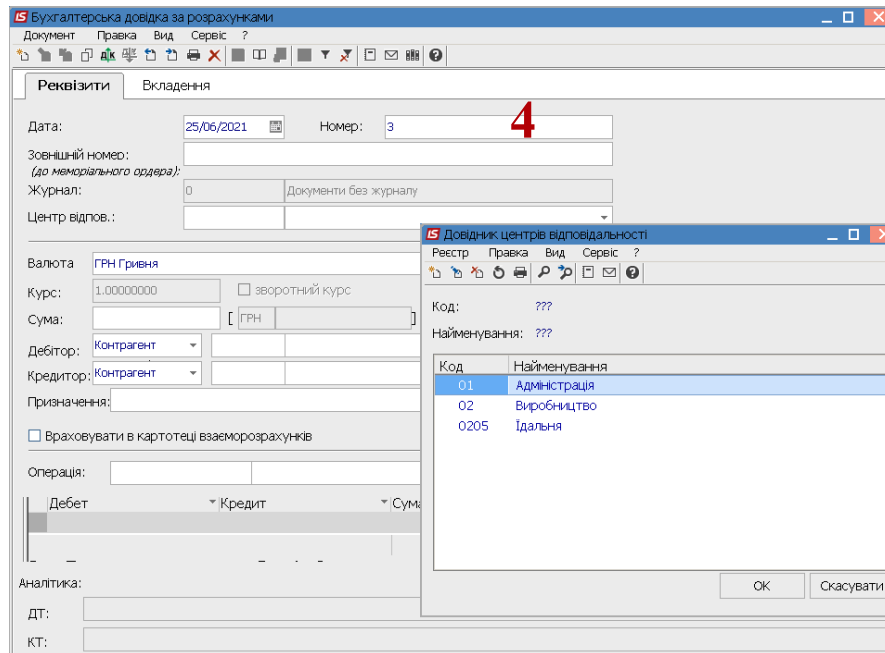 Бухгалтерська довідка за розрахунками
Документ Правка Вид Сервіс ?
Реквізити Вкладення
4
Дата: 25/06/2021 Номер: 3
Зовнішній номер:
(до меморіального ордера):
Журнал: 0 Документи без журналу
Центр відпов.:
Валюта ГРН Гривня
Курс: 1.00000000 зворотний курс
Сума: [ ГРН ]
Дебітор: Контрагент
Кредитор: Контрагент
Призначення:
Враховувати в картотеці взаєморозрахунків
Операція:
Дебет Кредит Сума
Аналітика:
ДТ:
КТ:
Довідник центрів відповідальності
Реєстр Правка Вид Сервіс ?
Код: ???
Найменування: ???
Код Найменування
01 Адміністрація
02 Виробництво
0205 Їдальня
OK Скасувати